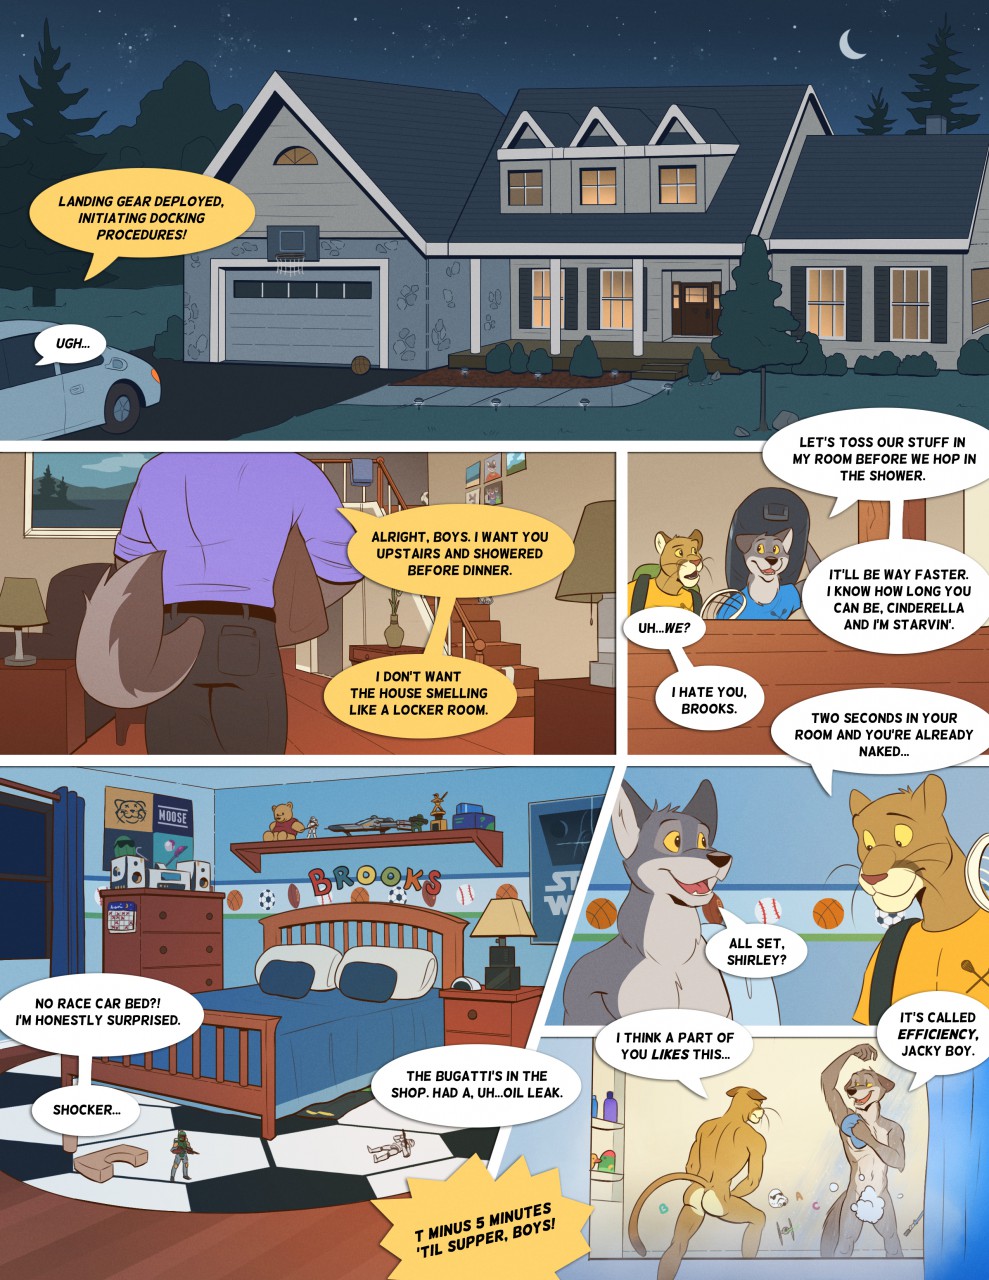 LANDING GEAR DEPLOYED,
INITIATING DOCKING
PROCEDURES!
UGH...
ALRIGHT, BOYS. I WANT YOU
UPSTAIRS AND SHOWERED
BEFORE DINNER.
I DON'T WANT
THE HOUSE SMELLING
LIKE A LOCKER ROOM.
LET'S TOSS OUR STUFF IN
MY ROOM BEFORE WE HOP IN
THE SHOWER.
IT'LL BE WAY FASTER.
I KNOW HOW LONG YOU
CAN BE, CINDERELLA
AND I'M STARVIN'.
UH...WE?
I HATE YOU,
BROOKS.
MOOSE
BROOKS
NO RACE CAR BED?!
I'M HONESTLY SURPRISED.
SHOCKER...
THE BUGATTI'S IN THE
SHOP. HAD A, UH...OIL LEAK.
TWO SECONDS IN YOUR
ROOM AND YOU'RE ALREADY
NAKED...
ST
W
ALL SET,
SHIRLEY?
I THINK A PART OF
YOU LIKES THIS...
IT'S CALLED
EFFICIENCY,
JACKY BOY.
B
A
C
T MINUS 5 MINUTES
'TIL SUPPER, BOYS!